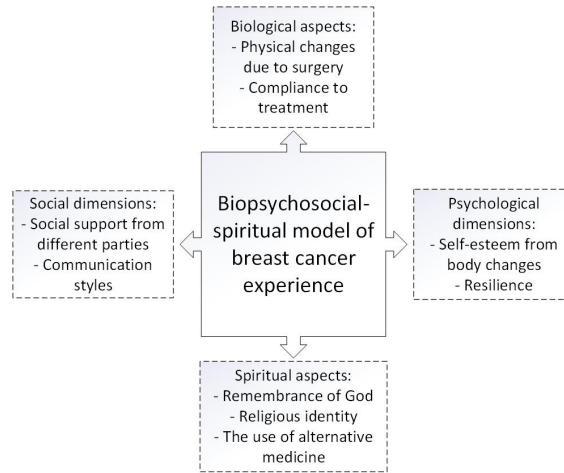 Biological aspects:
- Physical changes
due to surgery
- Compliance to
treatment
Social dimensions:
- Social support from
different parties
- Communication
styles
Biopsychosocial-
spiritual model of
breast cancer
experience
Psychological
dimensions:
- Self-esteem from
body changes
- Resilience
Spiritual aspects:
- Remembrance of God
- Religious identity
- The use of alternative
medicine